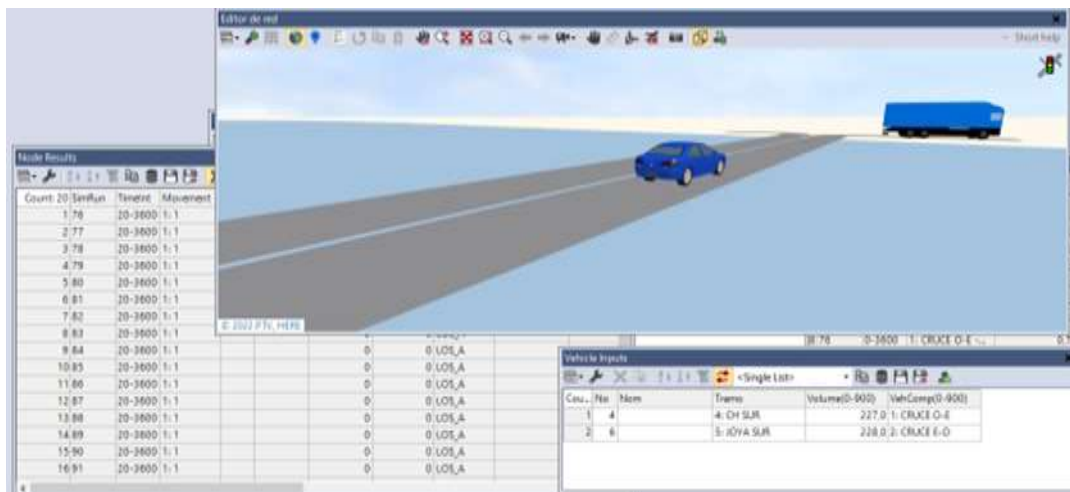 Editor de red
Short help
Node Results
Count: 20 SimRun TimeInt Movement
1 76 20-3600 1: 1
2 77 20-3600 1: 1
3 78 20-3600 1: 1
4 79 20-3600 1: 1
5 80 20-3600 1: 1
6 81 20-3600 1: 1
7 82 20-3600 1: 1
© 2022 PTV, HERE
8 83 20-3600 1: 1
76 0-3600 1: CRUCE O-E
9 84 20-3600 1: 1 0 0 LOS_A
Vehicle Inputs
10 85 20-3600 1: 1 0 0 LOS_A
<Single List>
11 86 20-3600 1: 1 0 0 LOS_A
12 87 20-3600 1: 1 0 0 LOS_A
Cou... No Nom Tramo Volume(0-900) VehComp(0-900)
13 88 20-3600 1: 1 0 0 LOS_A
1 4 4: CH SUR 227,0 1: CRUCE O-E
14 89 20-3600 1: 1 0 0 LOS_A
2 6 5: JOYA SUR 228,0 2: CRUCE E-O
15 90 20-3600 1: 1 0 0 LOS_A
16 91 20-3600 1: 1 0 0 LOS_A